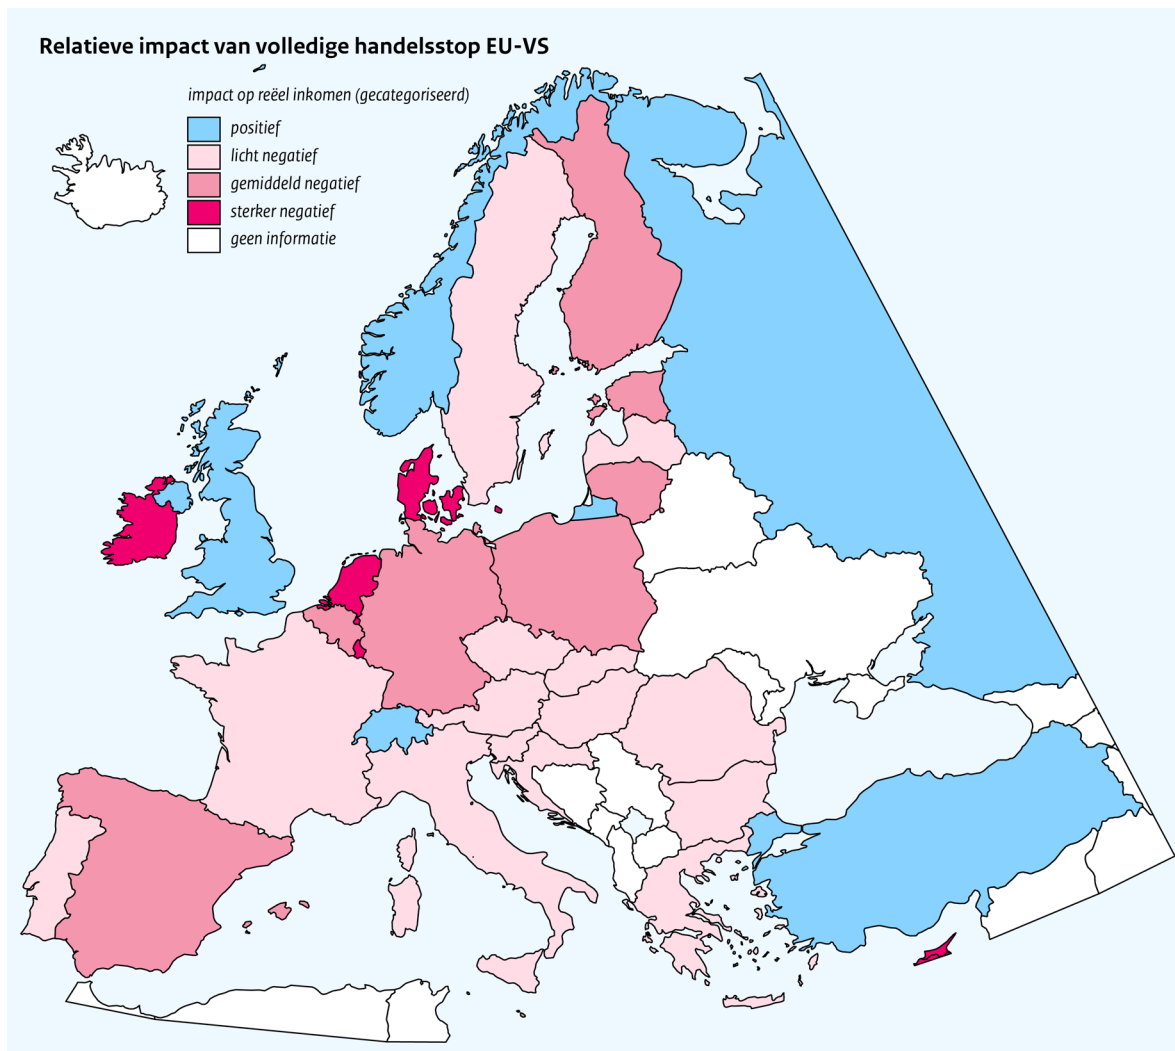 Relatieve impact van volledige handelsstop EU-VS
impact op reëel inkomen (gecategoriseerd)
positief
licht negatief
gemiddeld negatief
sterker negatief
geen informatie